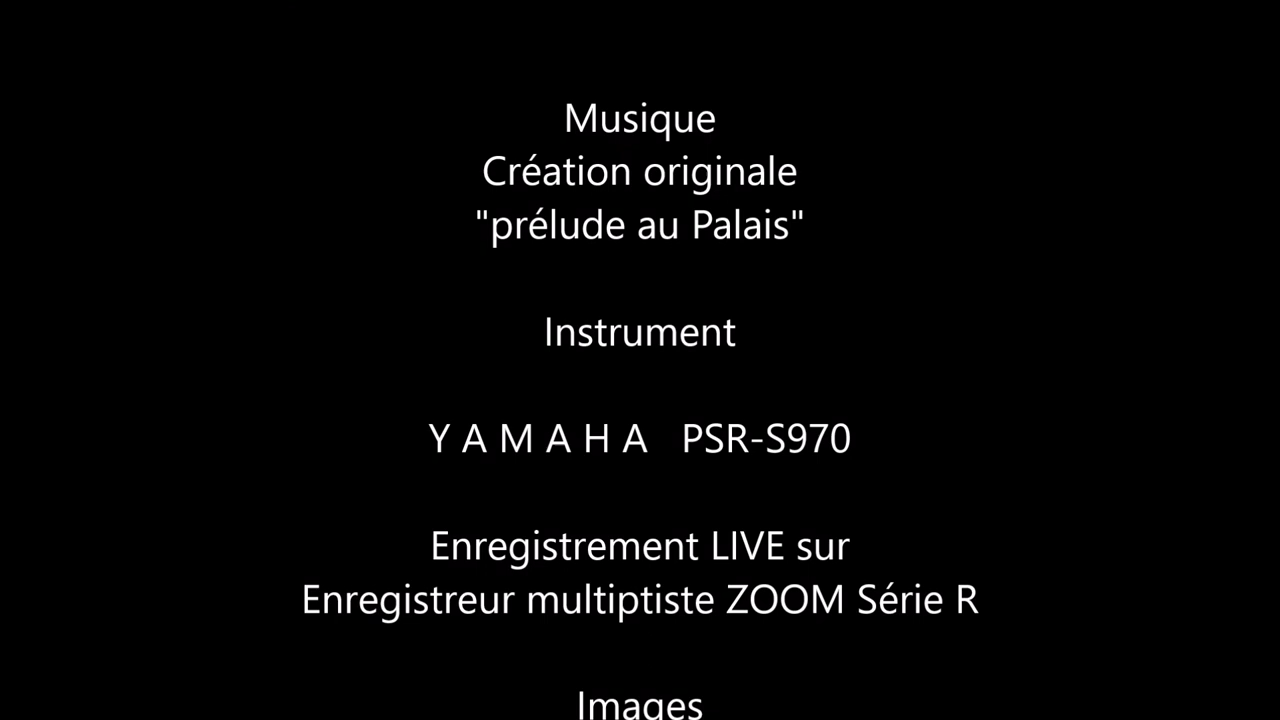 Musique
Création originale
"prélude au Palais"
Instrument
Y A M A H A PSR-S970
Enregistrement LIVE sur
Enregistreur multiptiste ZOOM Série R
Images